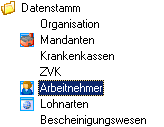 Datenstamm
Organisation
Mandanten
Krankenkassen
ZVK
Arbeitnehmer
Lohnarten
Bescheinigungswesen